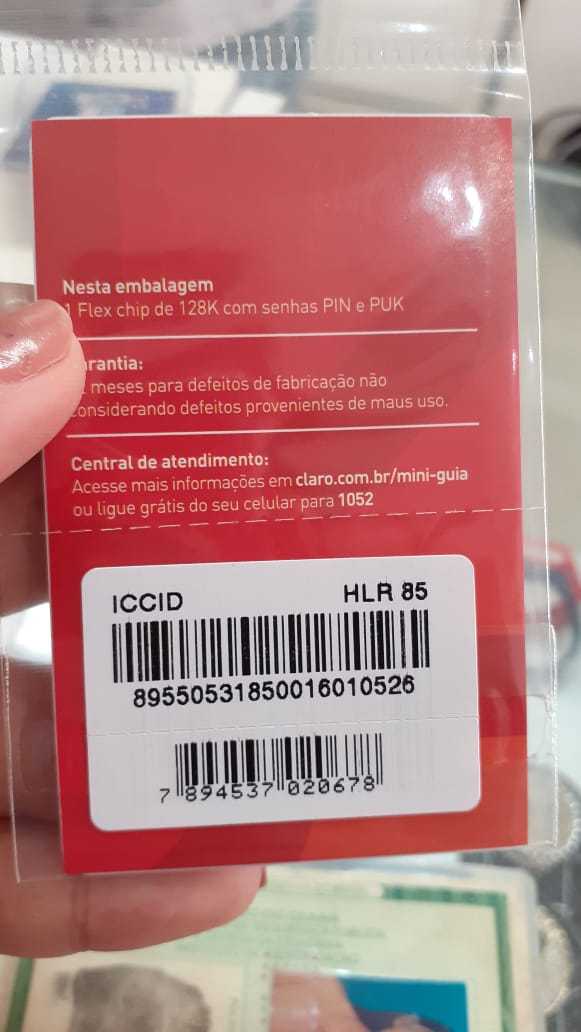 Nesta embalagem
1 Flex chip de 128K com senhas PIN e PUK
arantia:
meses para defeitos de fabricação não
considerando defeitos provenientes de maus uso.
Central de atendimento:
Acesse mais informações em claro.com.br/mini-guia
ou ligue grátis do seu celular para 1052
ICCID HLR 85
89550531850016010526
7 894537 020678